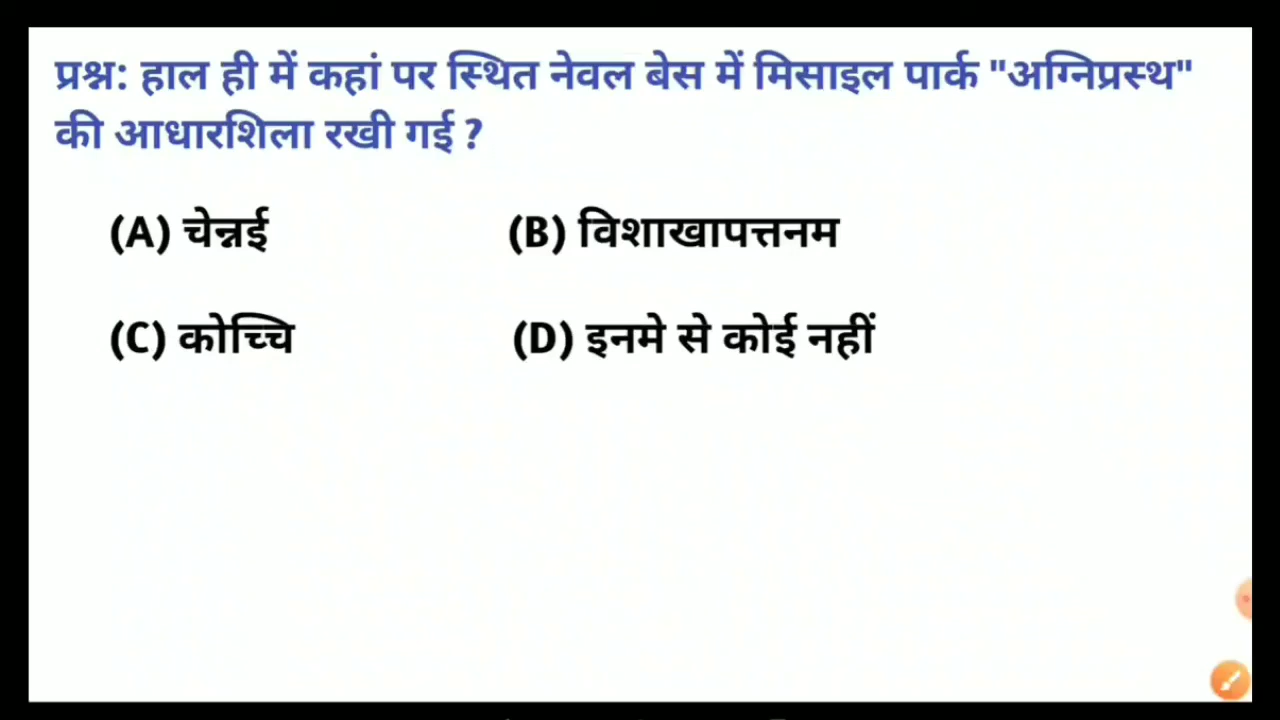 प्रश्न: हाल ही में कहां पर स्थित नेवल बेस में मिसाइल पार्क "अग्निप्रस्थ"
की आधारशिला रखी गई ?
(A) चेन्नई (B) विशाखापत्तनम
(C) कोच्चि (D) इनमे से कोई नहीं